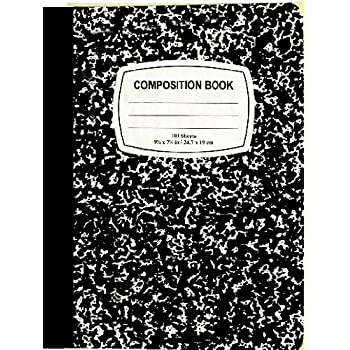 COMPOSITION BOOK
100 Sheets
9¾ x 7½ in / 24.7 x 19 cm